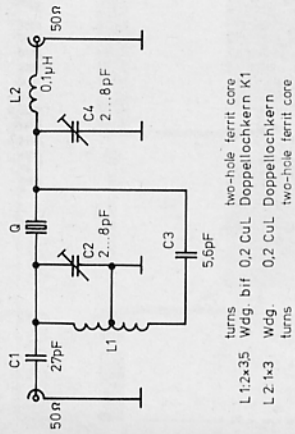 50Ω
C1
27pF
L1
Q
C2
2...8pF
C3
5,6pF
C4
2...8pF
L2
0,1µH
50Ω
turns two-hole ferrit core
L1:2x3,5 Wdg. bif 0,2 CuL Doppellochkern K1
L2:1x3 Wdg. 0,2 CuL Doppellochkern
turns two-hole ferrit core